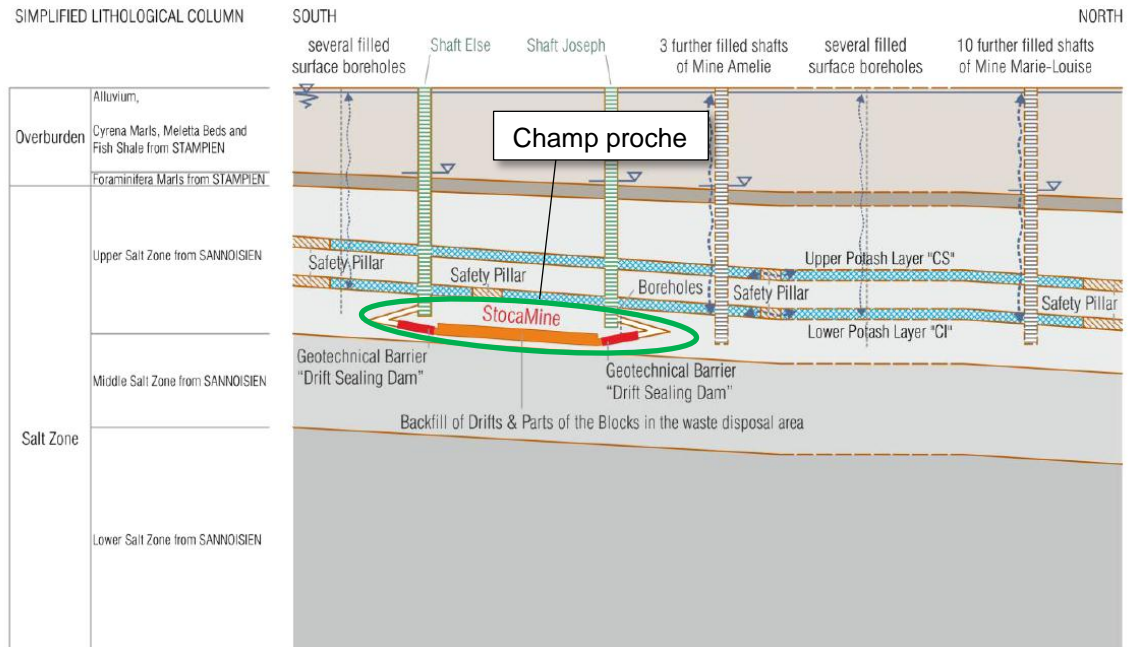 SIMPLIFIED LITHOLOGICAL COLUMN
SOUTH
NORTH
several filled
surface boreholes
Shaft Else
Shaft Joseph
3 further filled shafts
of Mine Amelie
several filled
surface boreholes
10 further filled shafts
of Mine Marie-Louise
Overburden
Alluvium,
Cyrena Marls, Meletta Beds and
Fish Shale from STAMPIEN
Foraminifera Marls from STAMPIEN
Champ proche
Salt Zone
Upper Salt Zone from SANNOISIEN
Safety Pillar
Safety Pillar
Boreholes
Safety Pillar
Upper Potash Layer "CS"
Safety Pillar
Lower Potash Layer "CI"
StocaMine
Geotechnical Barrier
"Drift Sealing Dam"
Geotechnical Barrier
"Drift Sealing Dam"
Middle Salt Zone from SANNOISIEN
Backfill of Drifts & Parts of the Blocks in the waste disposal area
Lower Salt Zone from SANNOISIEN